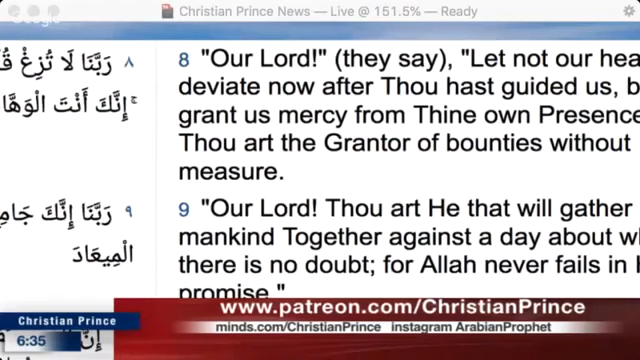 Christian Prince News — Live @ 151.5% — Ready
Google
٨ رَبَّنَا لَا تُزِغْ
إِنَّكَ أَنْتَ الْوَهَّا
8 "Our Lord!" (they say), "Let not our hea
deviate now after Thou hast guided us, b
grant us mercy from Thine own Presence
Thou art the Grantor of bounties without
measure.
٩ رَبَّنَا إِنَّكَ جَامِ
الْمِيعَادَ
9 "Our Lord! Thou art He that will gather
mankind Together against a day about w
there is no doubt; for Allah never fails in h
promise."
www.patreon.com/ChristianPrince
Christian Prince
minds.com/ChristianPrince instagram ArabianProphet
6:35